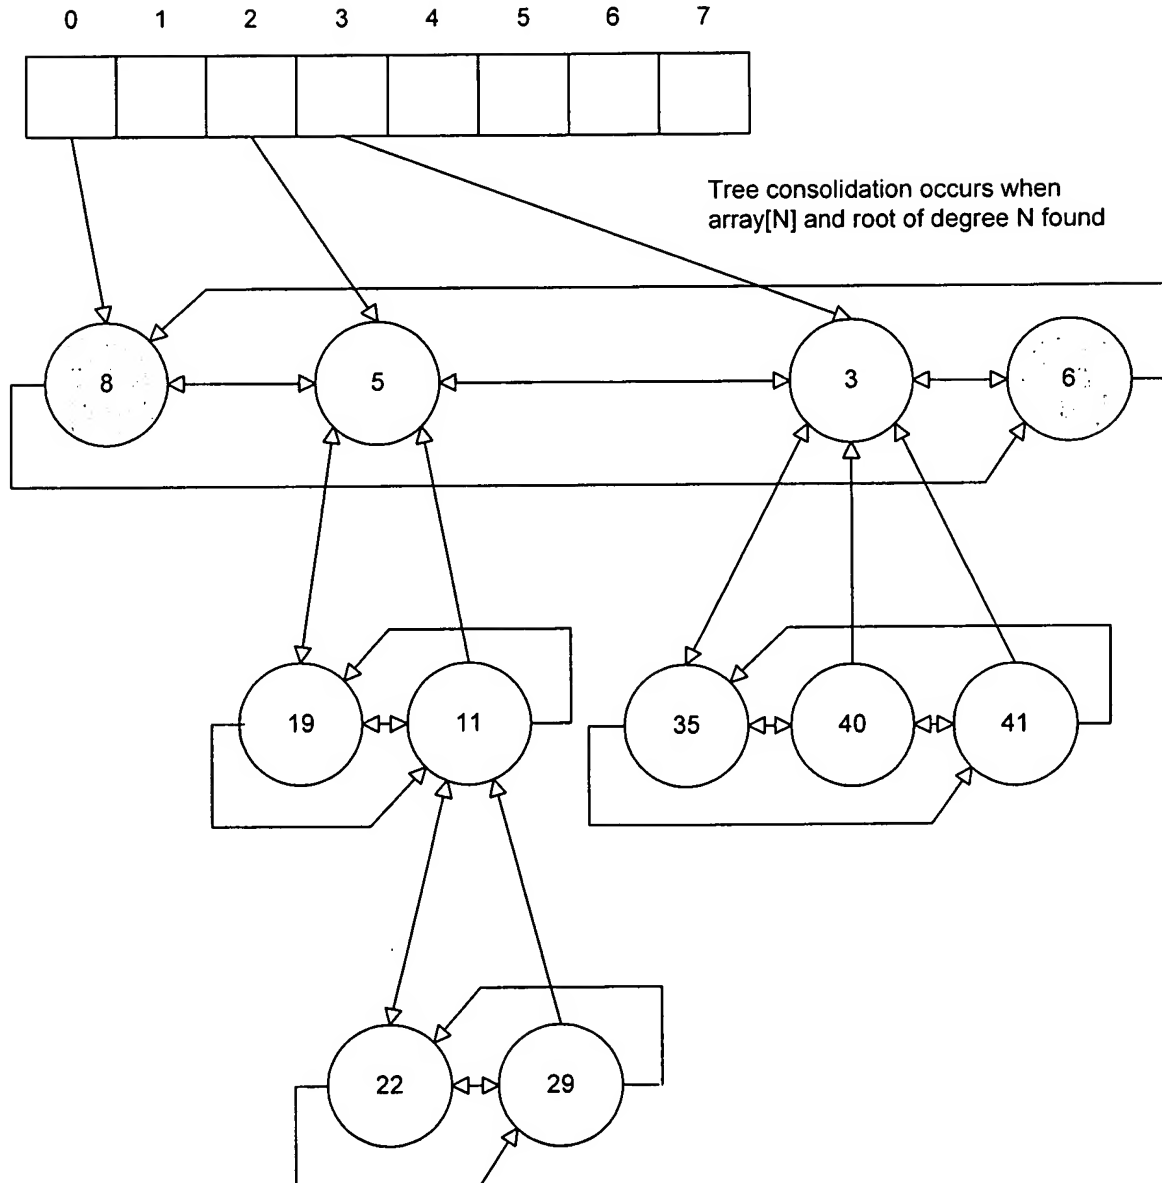 0 1 2 3 4 5 6 7
Tree consolidation occurs when
array[N] and root of degree N found
8 5 3 6
19 11 35 40 41
22 29